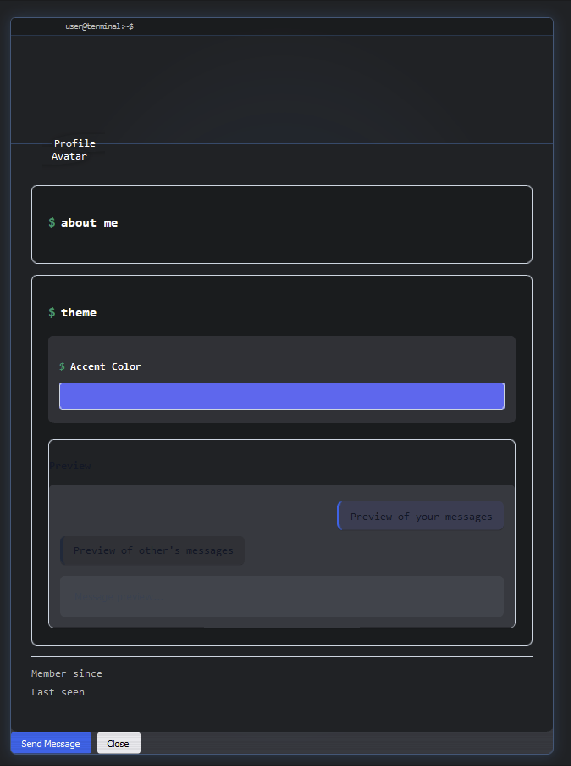 user@terminal:~$
Profile
Avatar
$ about me
$ theme
$ Accent Color
Preview
Preview of your messages
Preview of other's messages
Member since
Last seen
Send Message
Close